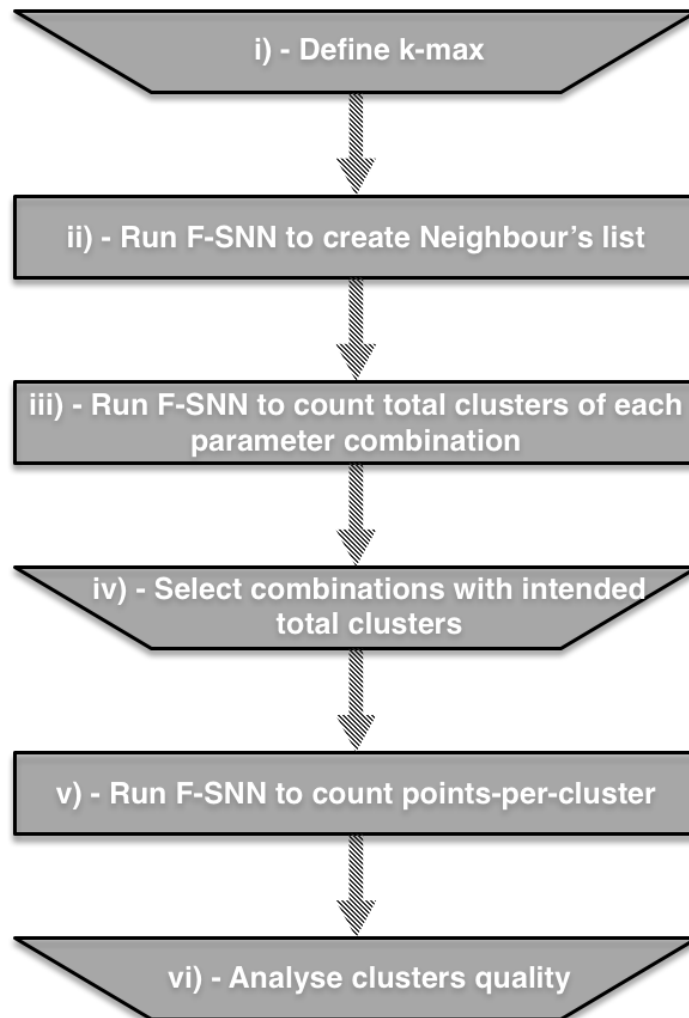 i) - Define k-max
ii) - Run F-SNN to create Neighbour’s list
iii) - Run F-SNN to count total clusters of each
parameter combination
iv) - Select combinations with intended
total clusters
v) - Run F-SNN to count points-per-cluster
vi) - Analyse clusters quality